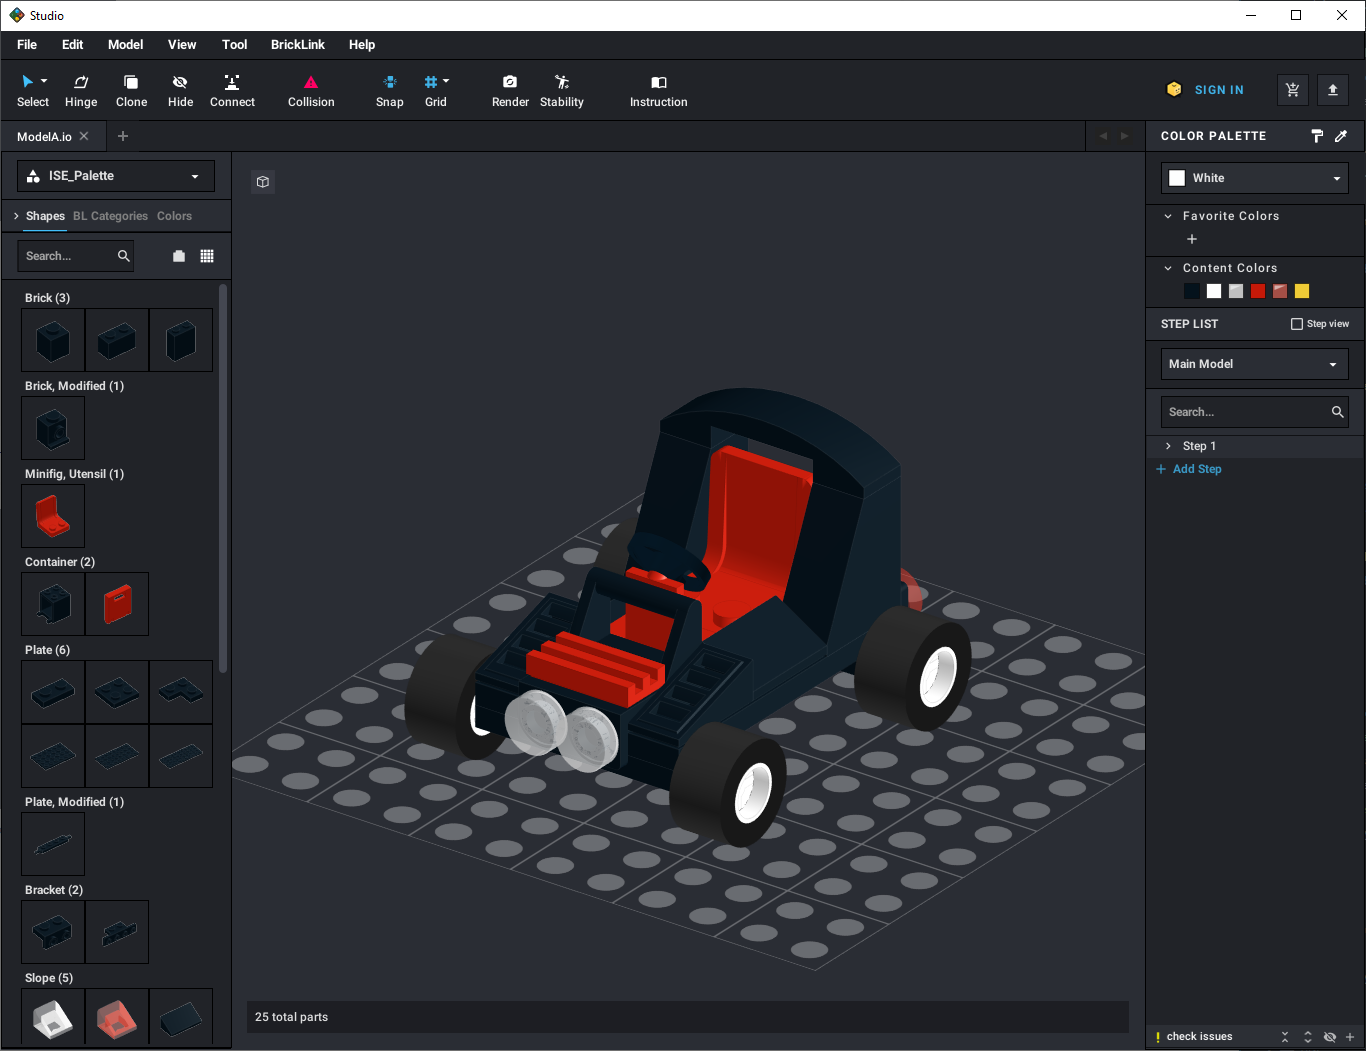 Studio
File Edit Model View Tool BrickLink Help
Select Hinge Clone Hide Connect Collision Snap Grid Render Stability Instruction
SIGN IN
ModelA.io
COLOR PALETTE
ISE_Palette
White
Shapes BL Categories Colors
Favorite Colors
Search...
Content Colors
Brick (3)
STEP LIST Step view
Main Model
Brick, Modified (1)
Search...
Step 1
Add Step
Minifig, Utensil (1)
Container (2)
Plate (6)
Plate, Modified (1)
Bracket (2)
Slope (5)
25 total parts
check issues